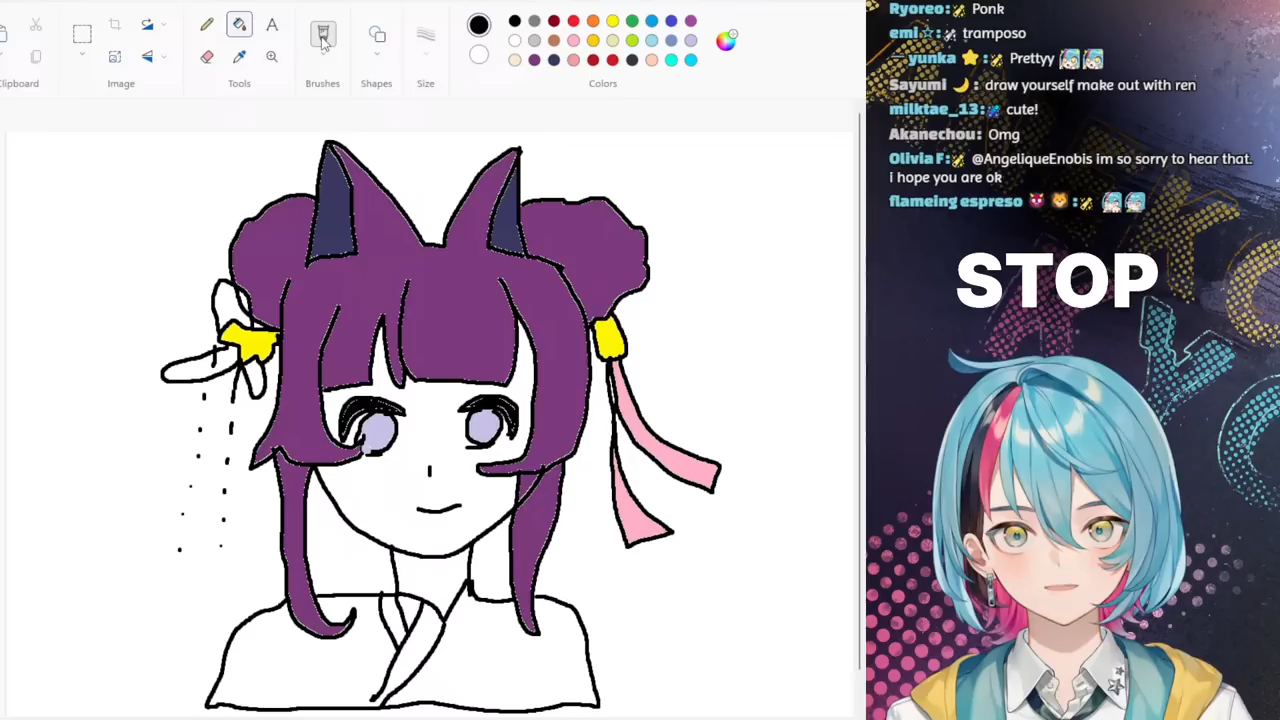 Clipboard
Image
Tools
Brushes
Shapes
Size
Colors
A
Ryoreo: Ponk
emi☆: tramposo
yunka ⭐: Prettyy
Sayumi 🌙: draw yourself make out with ren
milktae_13: cute!
Akanechou: Omg
Olivia F: @AngeliqueEnobis im so sorry to hear that.
i hope you are ok
flameing espreso 😈 🦁:
STOP